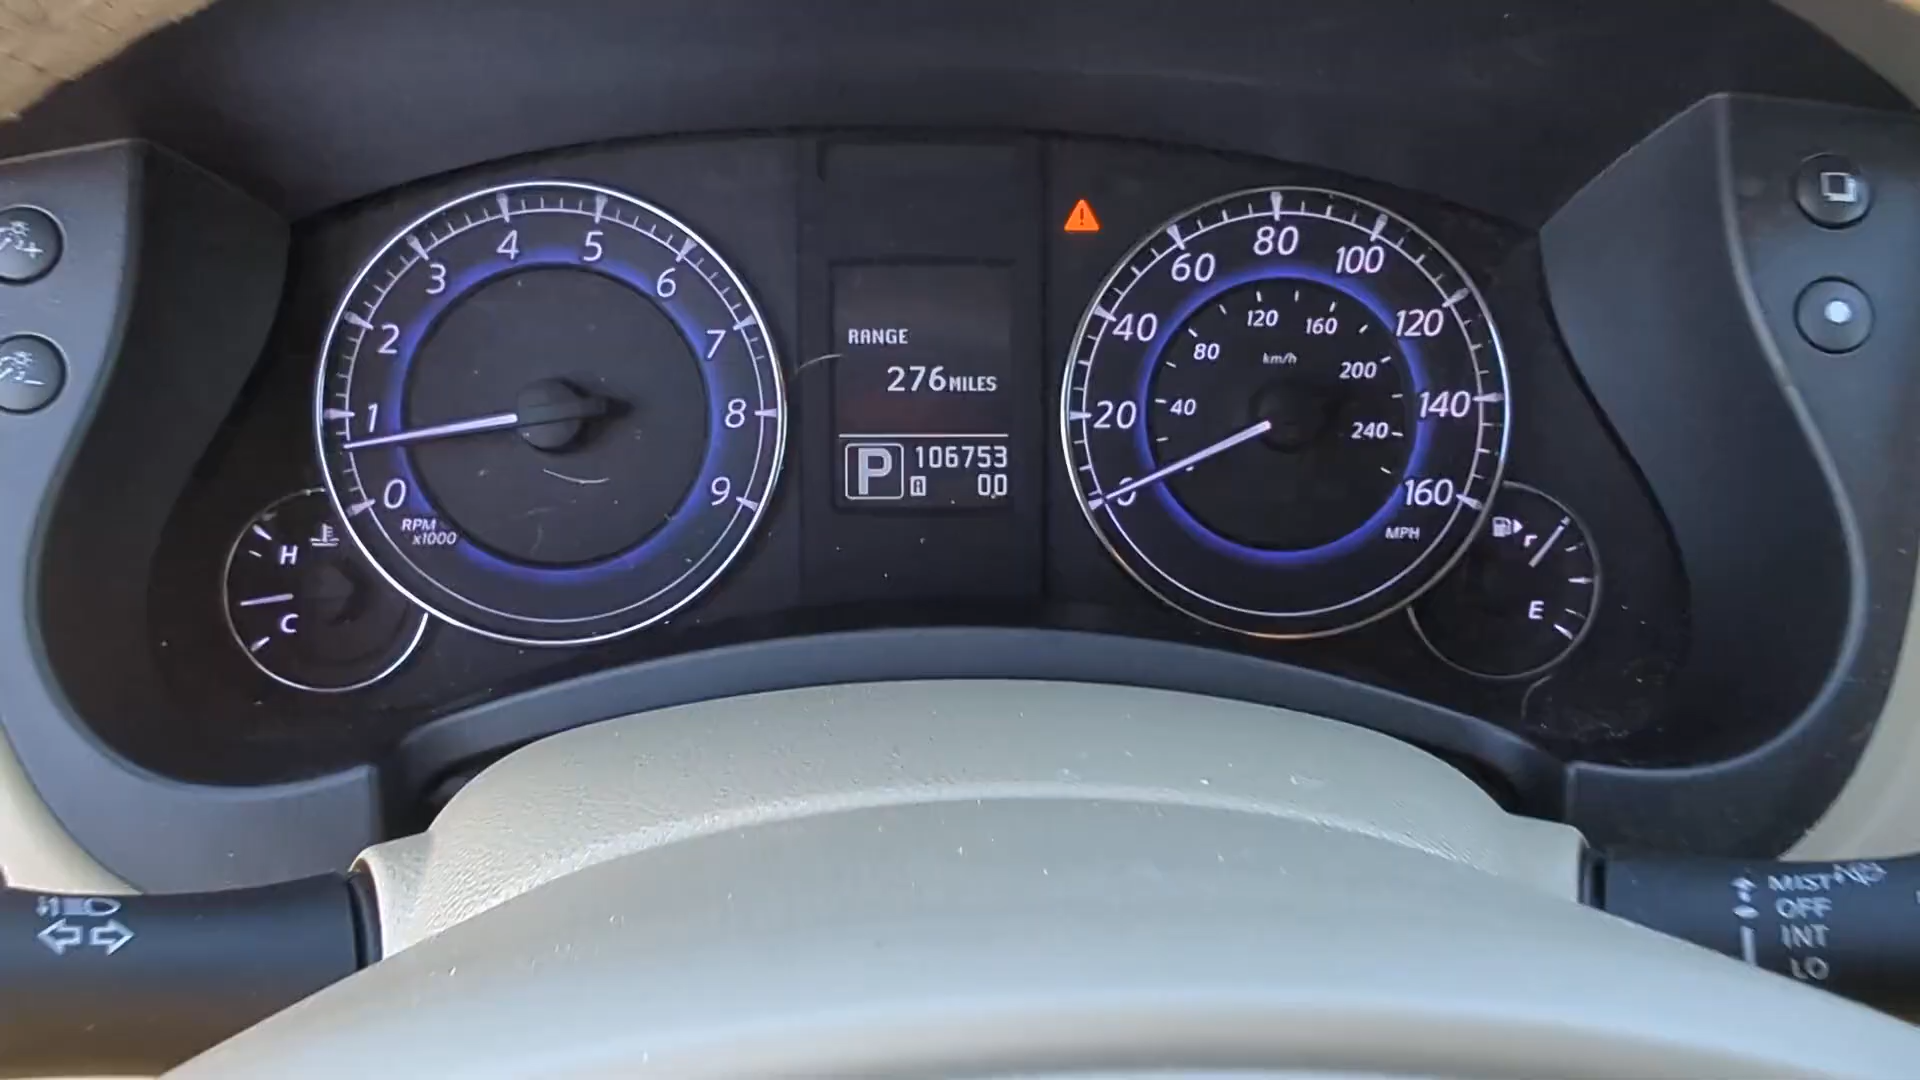 1 2 3 4 5 6 7 8 9
0
RPM
x1000
H
C
RANGE
276 MILES
P 106753
A 0.0
0 20 40 60 80 100 120 140 160
MPH
40 80 120 160 200 240
km/h
E
MIST
OFF
INT
LO